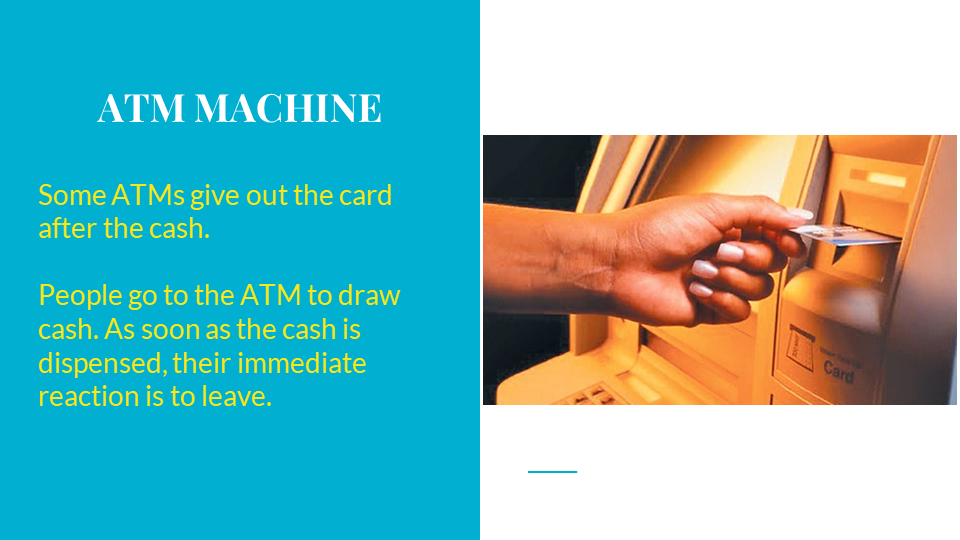 ATM MACHINE
Some ATMs give out the card
after the cash.
People go to the ATM to draw
cash. As soon as the cash is
dispensed, their immediate
reaction is to leave.
Card